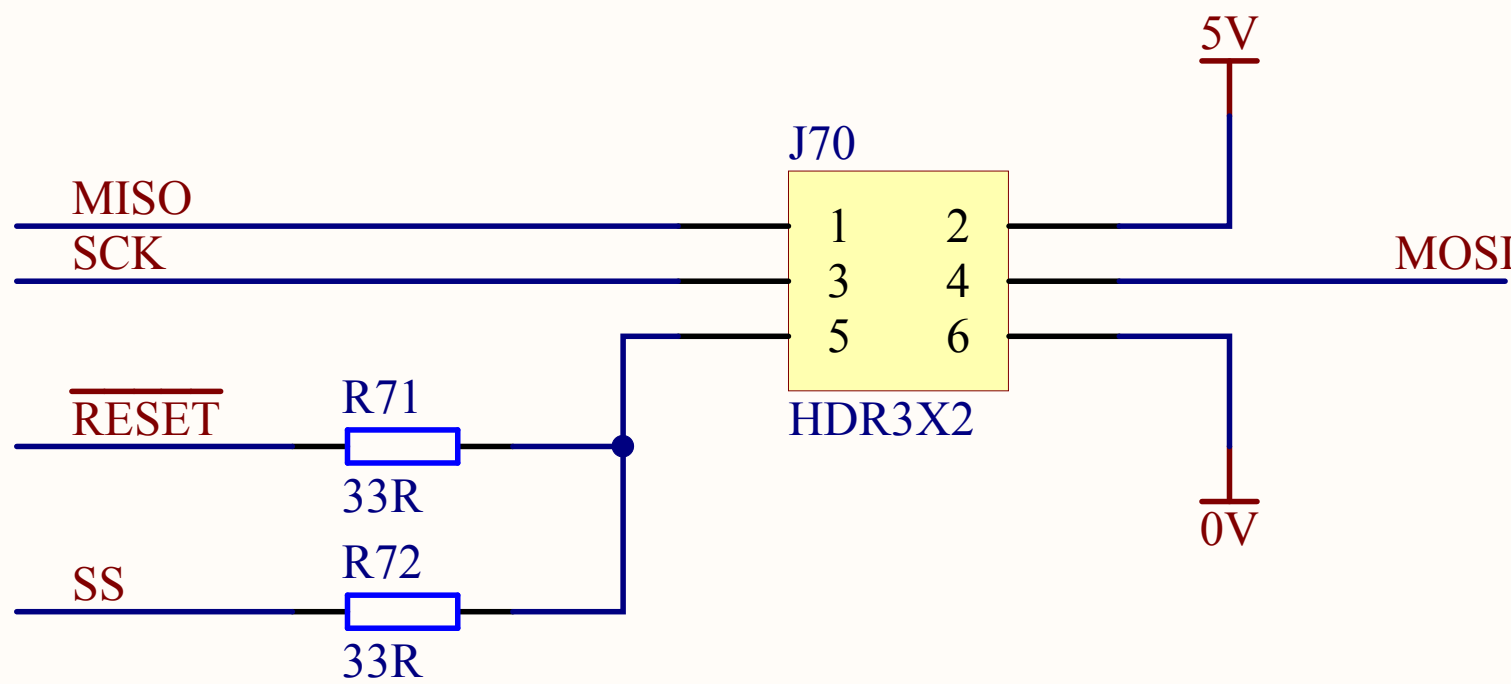 5V
J70
MISO
1 2
SCK
MOSI
3 4
5 6
RESET
R71
HDR3X2
33R
0V
R72
SS
33R